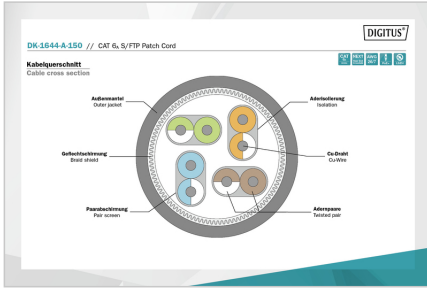 DIGITUS®
DK-1644-A-150 // CAT 6A S/FTP Patch Cord
Kabelquerschnitt
Cable cross section
Außenmantel
Outer jacket
Geflechtschirmung
Braid shield
Paarabschirmung
Pair screen
Aderisolierung
Isolation
Cu-Draht
Cu-Wire
Adernpaare
Twisted pair